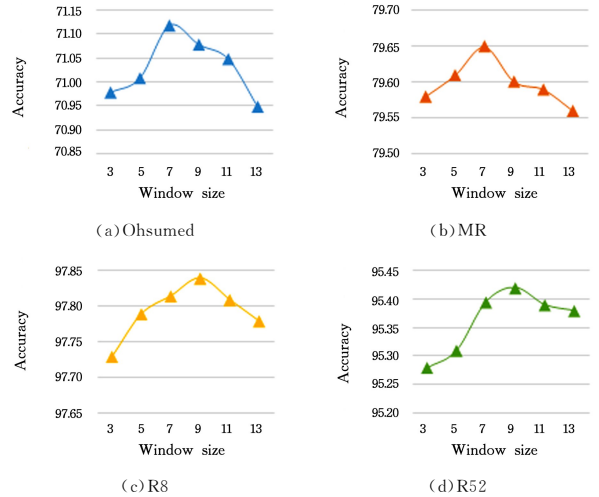 71.15
71.10
71.05
71.00
70.95
70.90
70.85
Accuracy
3 5 7 9 11 13
Window size
(a)Ohsumed
79.70
79.65
79.60
79.55
79.50
Accuracy
3 5 7 9 11 13
Window size
(b)MR
97.85
97.80
97.75
97.70
97.65
Accuracy
3 5 7 9 11 13
Window size
(c)R8
95.45
95.40
95.35
95.30
95.25
95.20
Accuracy
3 5 7 9 11 13
Window size
(d)R52